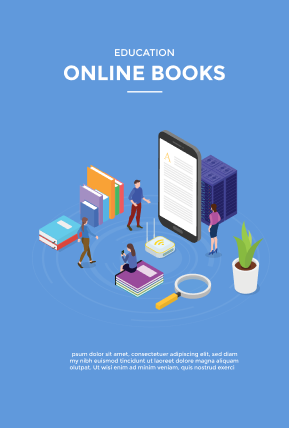 EDUCATION
ONLINE BOOKS
A
psum dolor sit amet, consectetuer adipiscing elit, sed diam
my nibh euismod tincidunt ut laoreet dolore magna aliquam
olutpat. Ut wisi enim ad minim veniam, quis nostrud exerci